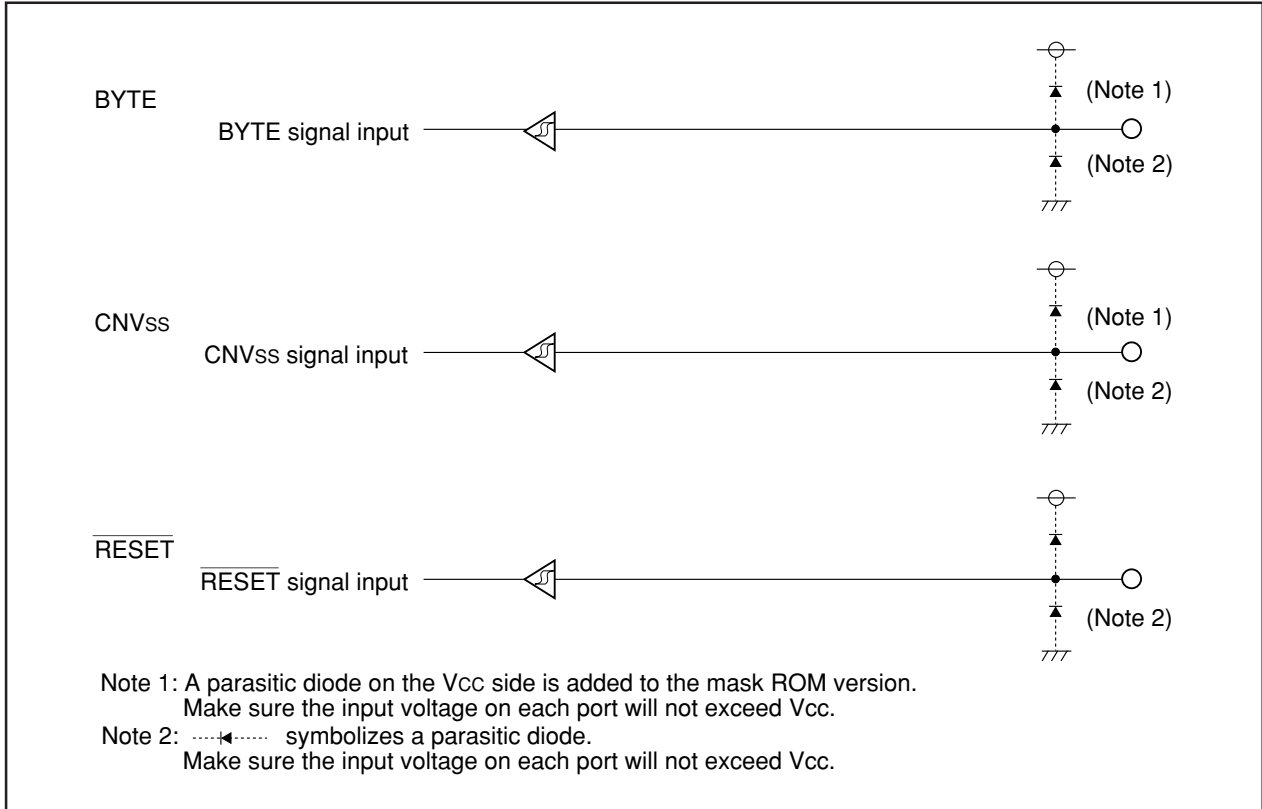 BYTE
(Note 1)
BYTE signal input
(Note 2)
CNVss
(Note 1)
CNVss signal input
(Note 2)
RESET
RESET signal input
(Note 2)
Note 1: A parasitic diode on the VCC side is added to the mask ROM version.
Make sure the input voltage on each port will not exceed Vcc.
Note 2: symbolizes a parasitic diode.
Make sure the input voltage on each port will not exceed Vcc.